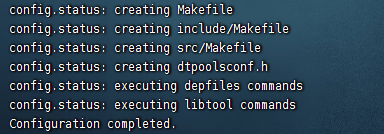 config.status: creating Makefile
config.status: creating include/Makefile
config.status: creating src/Makefile
config.status: creating dtpoolsconf.h
config.status: executing depfiles commands
config.status: executing libtool commands
Configuration completed.